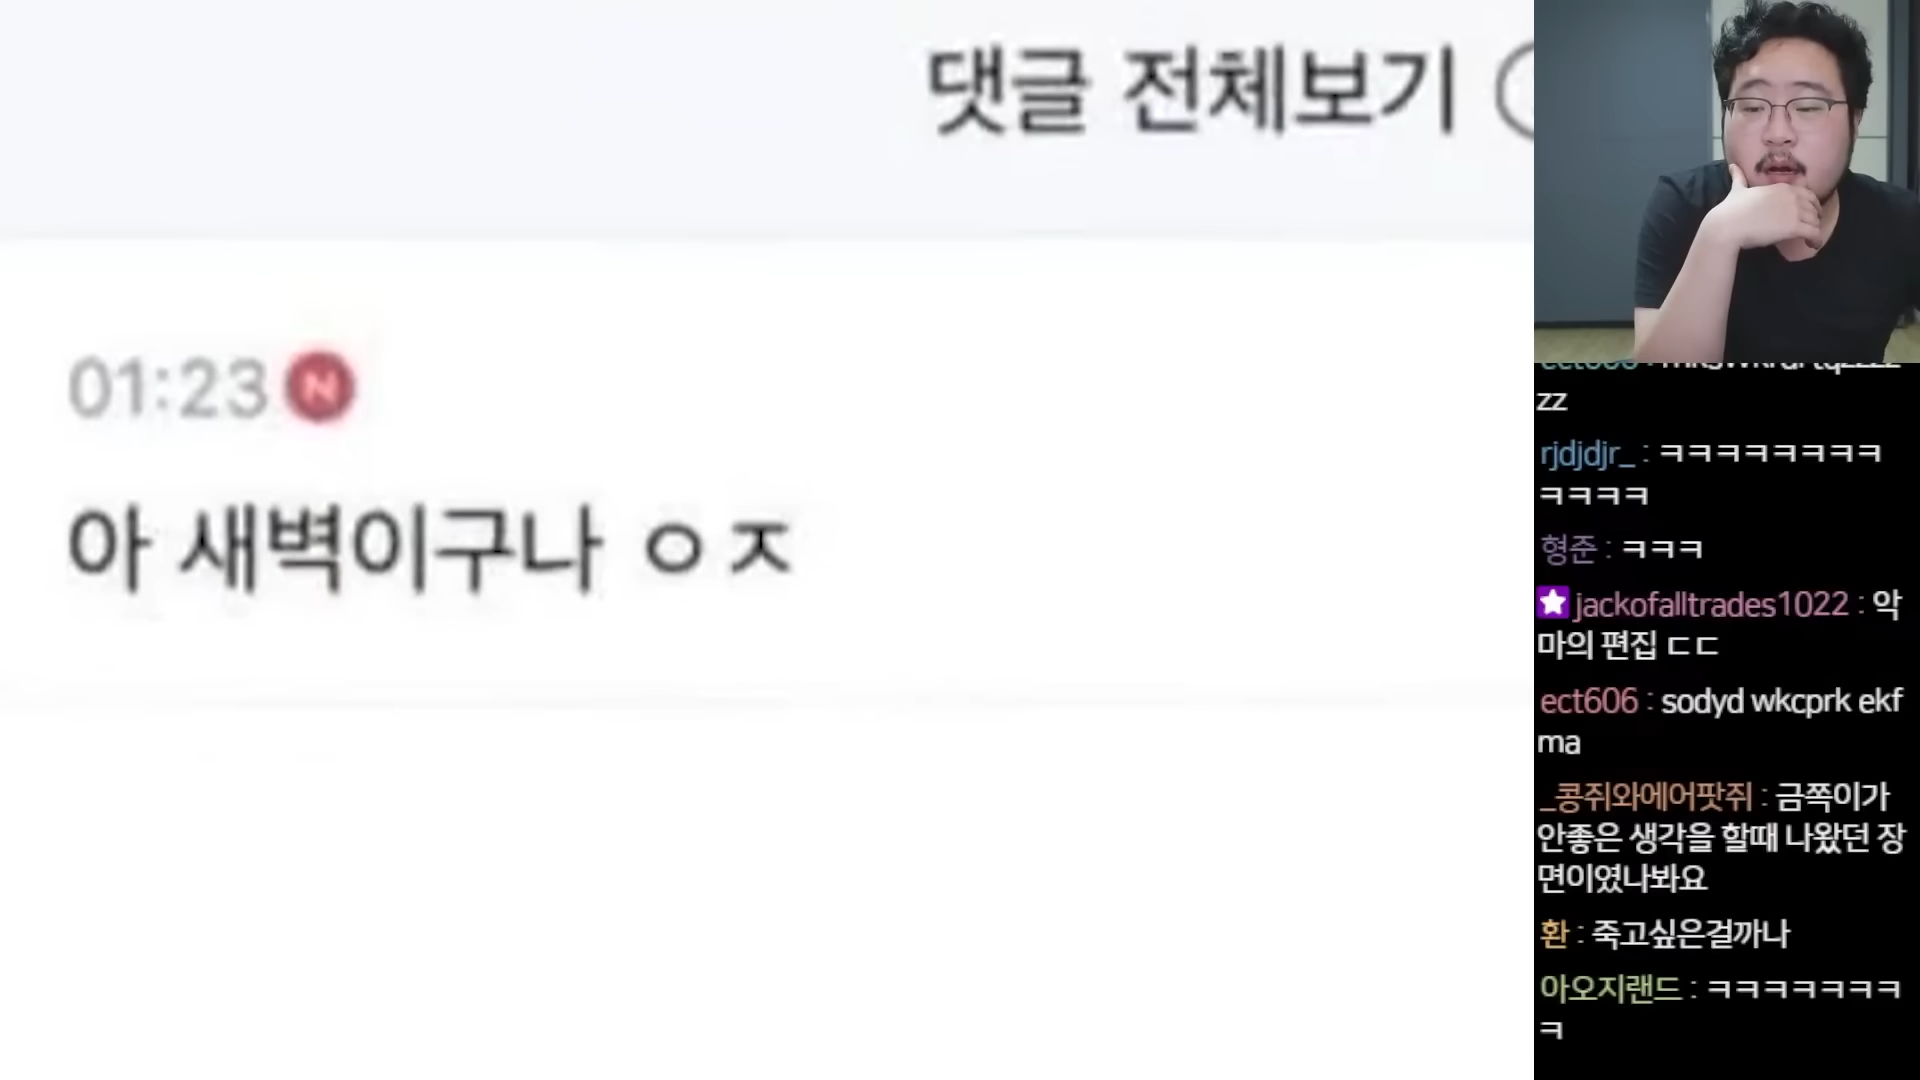 댓글 전체보기
01:23 N
아 새벽이구나 ㅇㅈ
zz
rjdjdjr_ : ㅋㅋㅋㅋㅋㅋㅋㅋ
ㅋㅋㅋㅋ
형준 : ㅋㅋㅋ
jackofalltrades1022 : 악
마의 편집 ㄷㄷ
ect606 : sodyd wkcprk ekf
ma
_콩쥐와에어팟쥐 : 금쪽이가
안좋은 생각을 할때 나왔던 장
면이였나봐요
환 : 죽고싶은걸까나
아오지랜드 : ㅋㅋㅋㅋㅋㅋㅋ
ㅋ